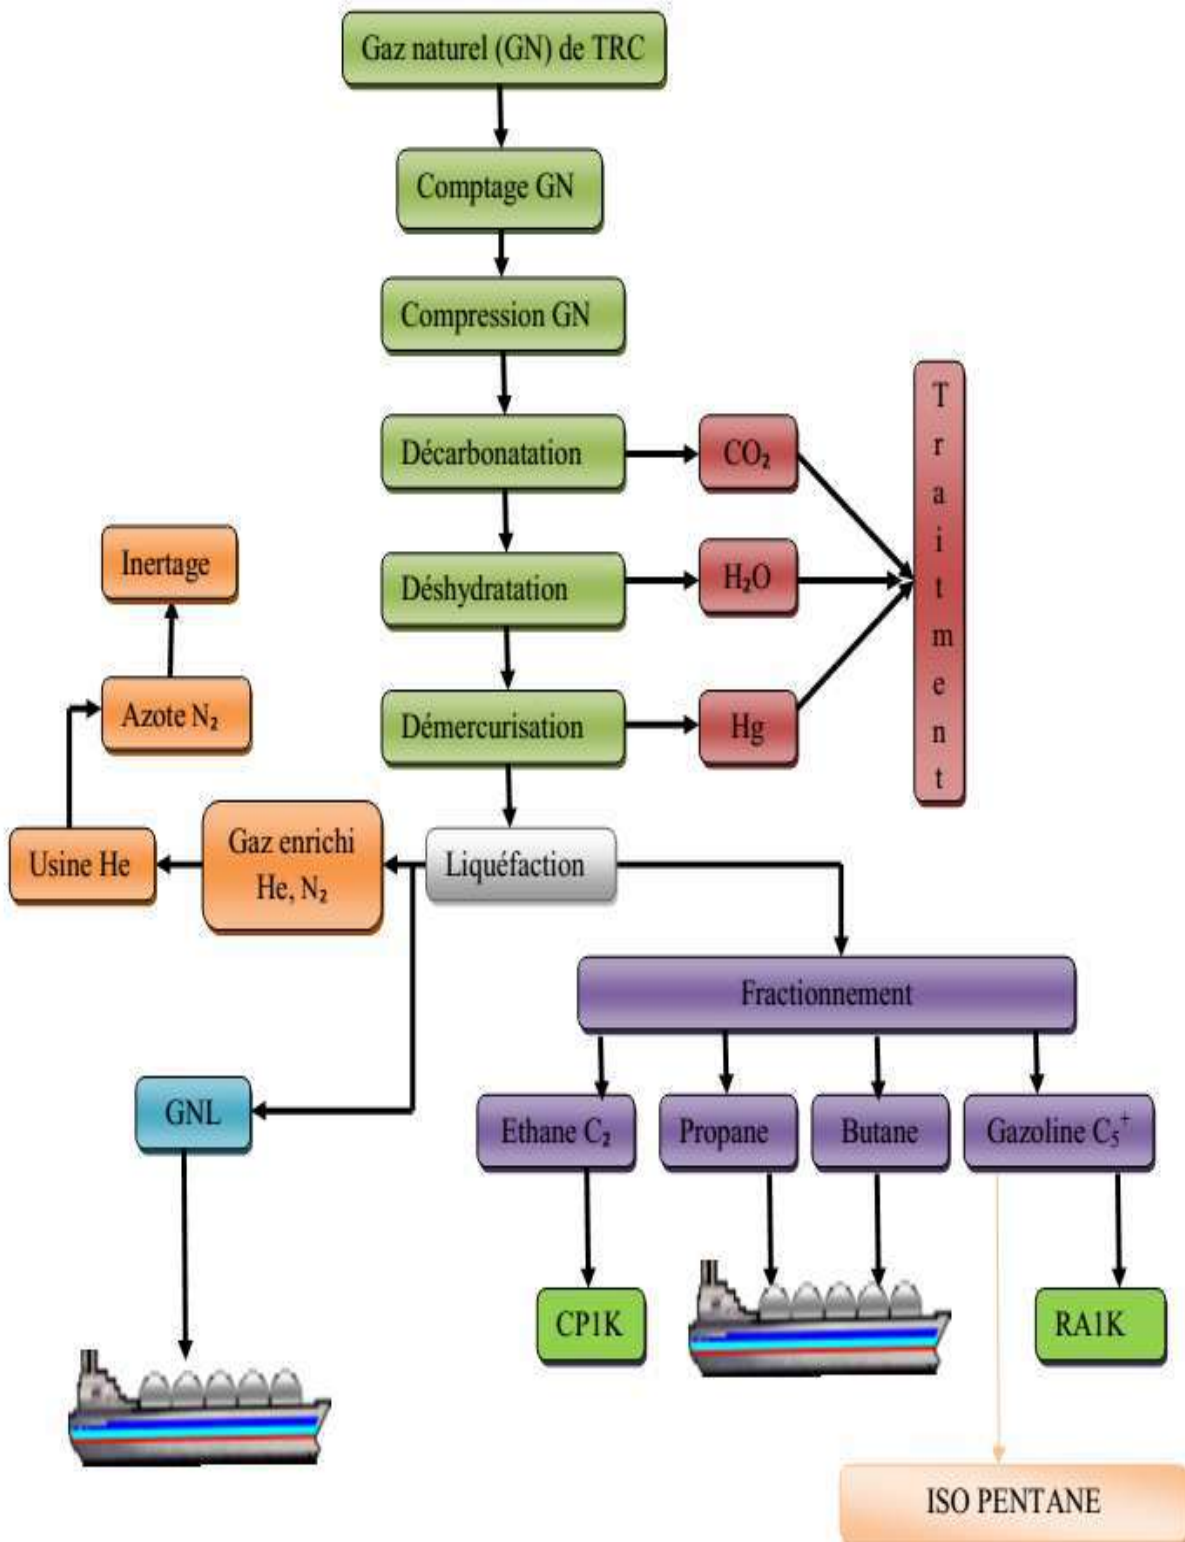 Gaz naturel (GN) de TRC
Comptage GN
Compression GN
Décarbonatation
CO₂
Traitment
Inertage
Déshydratation
H₂O
Azote N₂
Démercurisation
Hg
Usine He
Gaz enrichi
He, N₂
Liquéfaction
Fractionnement
GNL
Ethane C₂
Propane
Butane
Gazoline C₅⁺
CP1K
RA1K
ISO PENTANE